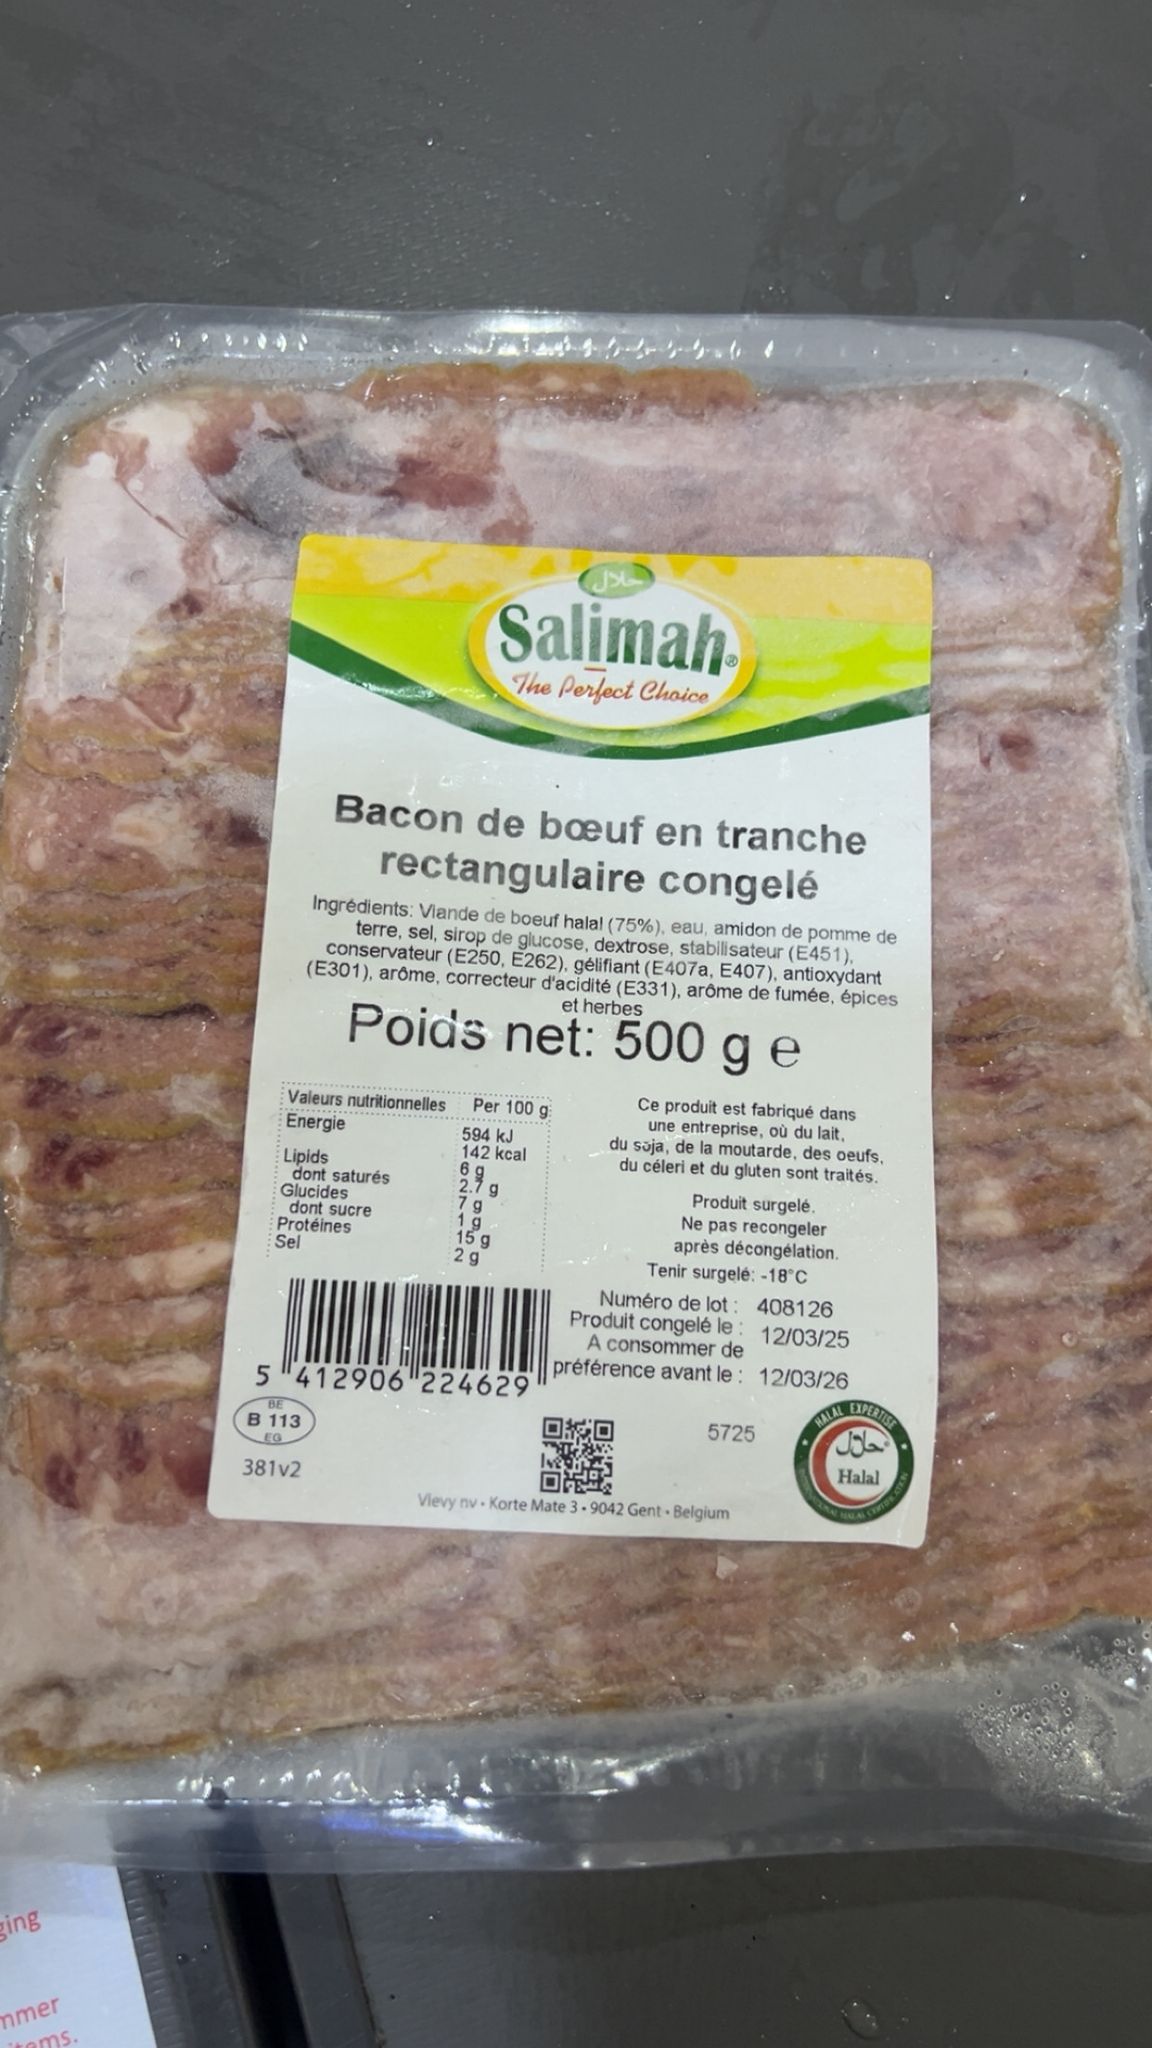 حلال
Salimah®
The Perfect Choice
Bacon de bœuf en tranche
rectangulaire congelé
Ingrédients: Viande de boeuf halal (75%), eau, amidon de pomme de
terre, sel, sirop de glucose, dextrose, stabilisateur (E451),
conservateur (E250, E262), gélifiant (E407a, E407), antioxydant
(E301), arôme, correcteur d'acidité (E331), arôme de fumée, épices
et herbes
Poids net: 500 g e
Valeurs nutritionnelles Per 100 g
Energie 594 kJ
142 kcal
Lipids 6 g
dont saturés 2.7 g
Glucides 7 g
dont sucre 1 g
Protéines 15 g
Sel 2 g
Ce produit est fabriqué dans
une entreprise, où du lait,
du soja, de la moutarde, des oeufs,
du céleri et du gluten sont traités.
Produit surgelé.
Ne pas recongeler
après décongélation.
Tenir surgelé: -18°C
Numéro de lot : 408126
Produit congelé le : 12/03/25
A consommer de
préférence avant le : 12/03/26
5 412906 224629
BE
B 113
EG
381v2
5725
HALAL EXPERTISE
حلال
Halal
Vlevy nv • Korte Mate 3 • 9042 Gent • Belgium